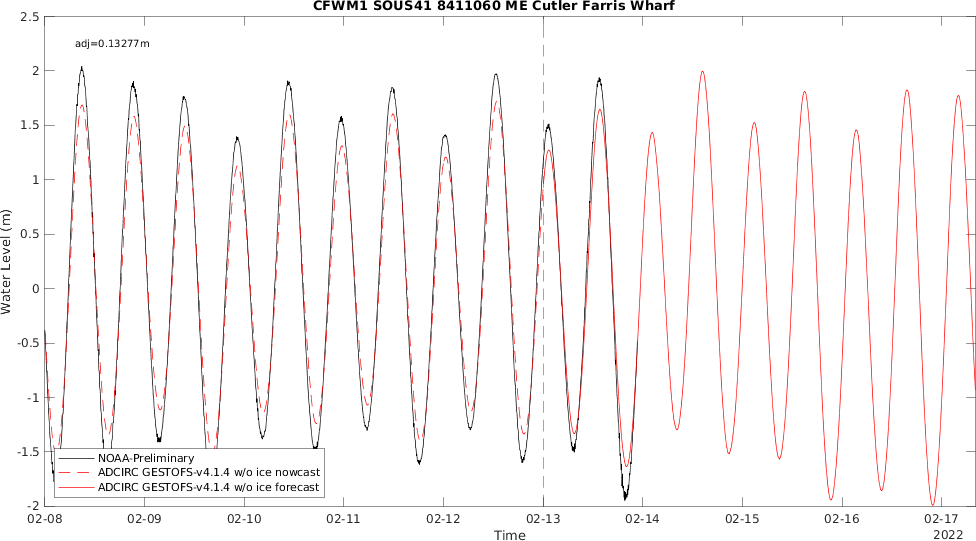 CFWM1 SOUS41 8411060 ME Cutler Farris Wharf
2.5
adj=0.13277m
2
1.5
1
0.5
0
-0.5
-1
-1.5
-2
Water Level (m)
NOAA-Preliminary
ADCIRC GESTOFS-v4.1.4 w/o ice nowcast
ADCIRC GESTOFS-v4.1.4 w/o ice forecast
02-08 02-09 02-10 02-11 02-12 02-13 02-14 02-15 02-16 02-17
Time 2022